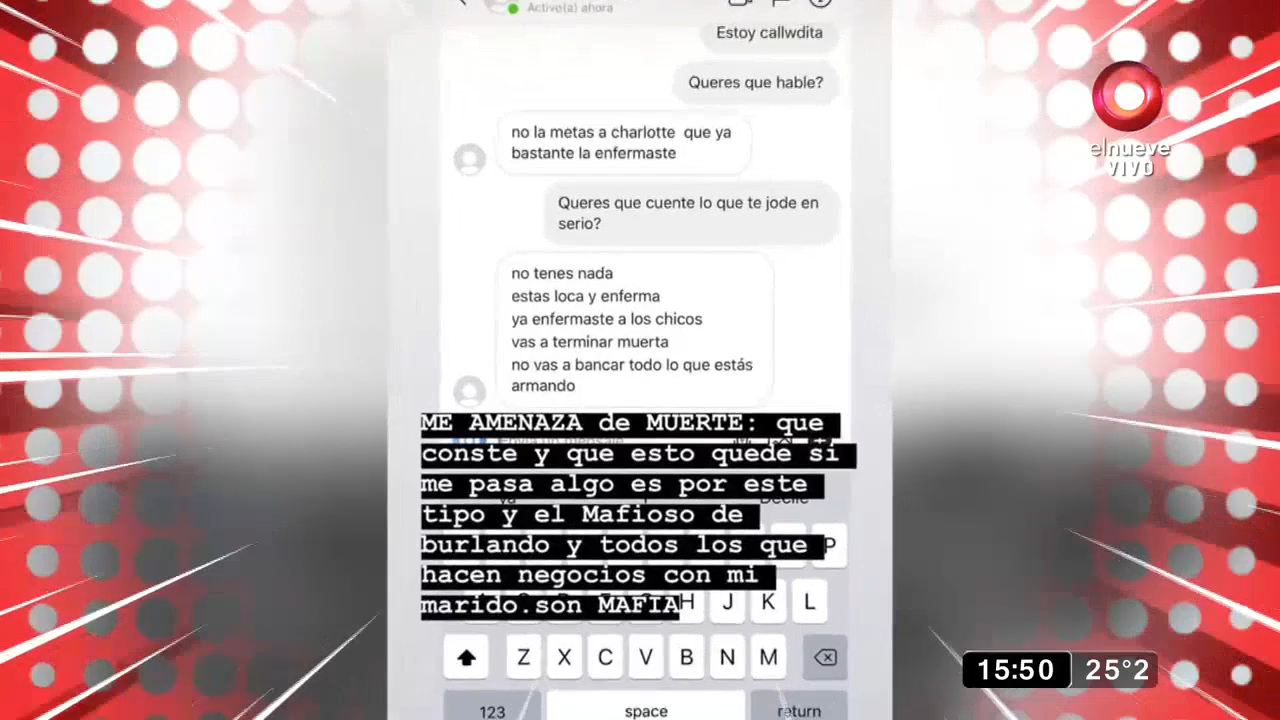 Activo(a) ahora
Estoy callwdita
Queres que hable?
elnueve
VIVO
no la metas a charlotte que ya
bastante la enfermaste
Queres que cuente lo que te jode en
serio?
no tenes nada
estas loca y enferma
ya enfermaste a los chicos
vas a terminar muerta
no vas a bancar todo lo que estás
armando
ME AMENAZA de MUERTE: que
conste y que esto quede si
me pasa algo es por este
tipo y el Mafioso de
burlando y todos los que
hacen negocios con mi
marido.son MAFIA
P
H J K L
Z X C V B N M
123 space return
15:50 25°2